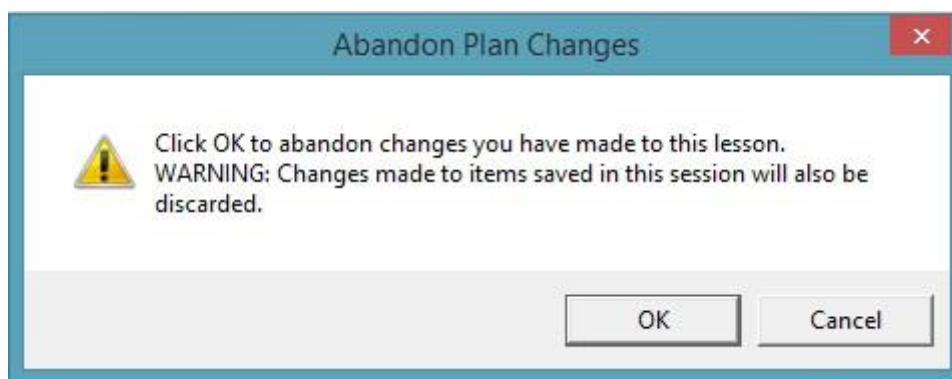 Abandon Plan Changes
Click OK to abandon changes you have made to this lesson.
WARNING: Changes made to items saved in this session will also be
discarded.
OK
Cancel